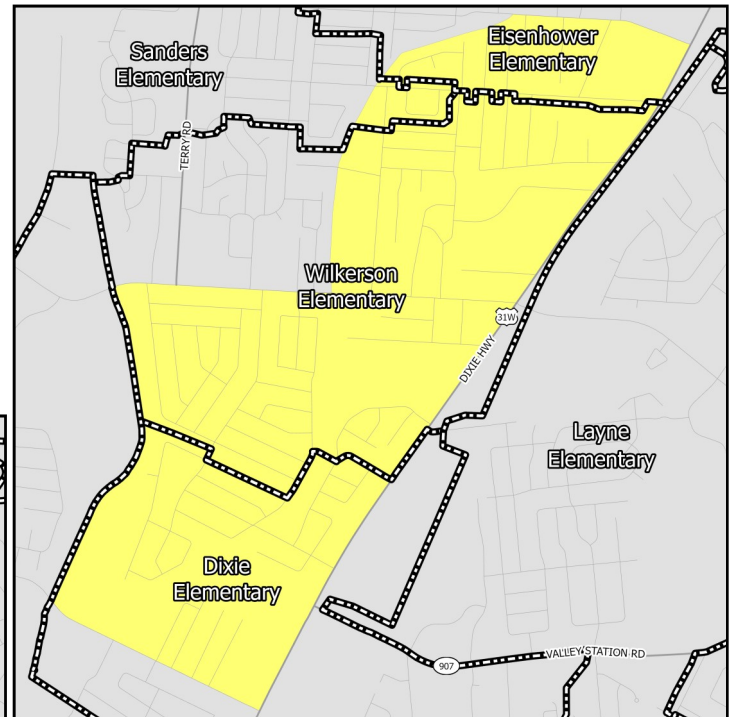 Sanders
Elementary
Eisenhower
Elementary
TERRY RD
Wilkerson
Elementary
31W
DIXIE HWY
Layne
Elementary
Dixie
Elementary
907
VALLEY STATION RD